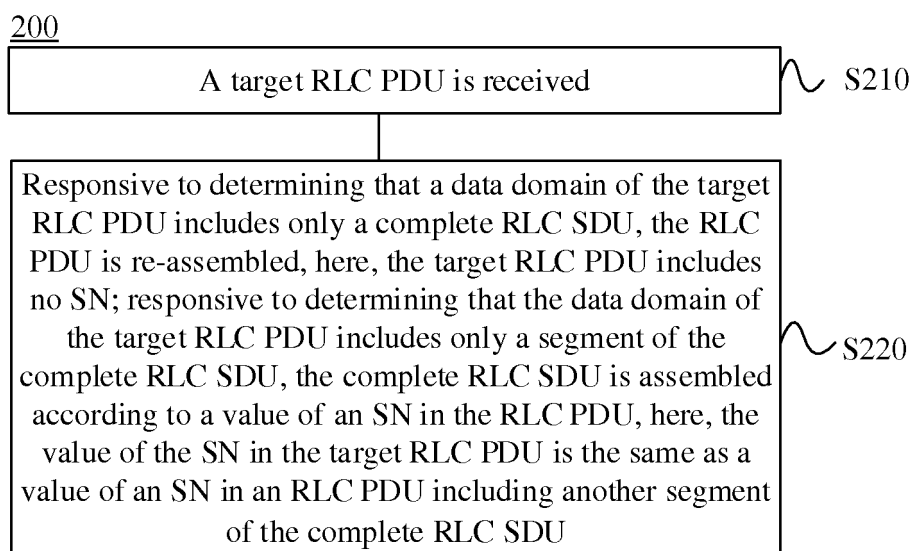 200
A target RLC PDU is received
S210
Responsive to determining that a data domain of the target
RLC PDU includes only a complete RLC SDU, the RLC
PDU is re-assembled, here, the target RLC PDU includes
no SN; responsive to determining that the data domain of
the target RLC PDU includes only a segment of the
complete RLC SDU, the complete RLC SDU is assembled
according to a value of an SN in the RLC PDU, here, the
value of the SN in the target RLC PDU is the same as a
value of an SN in an RLC PDU including another segment
of the complete RLC SDU
S220